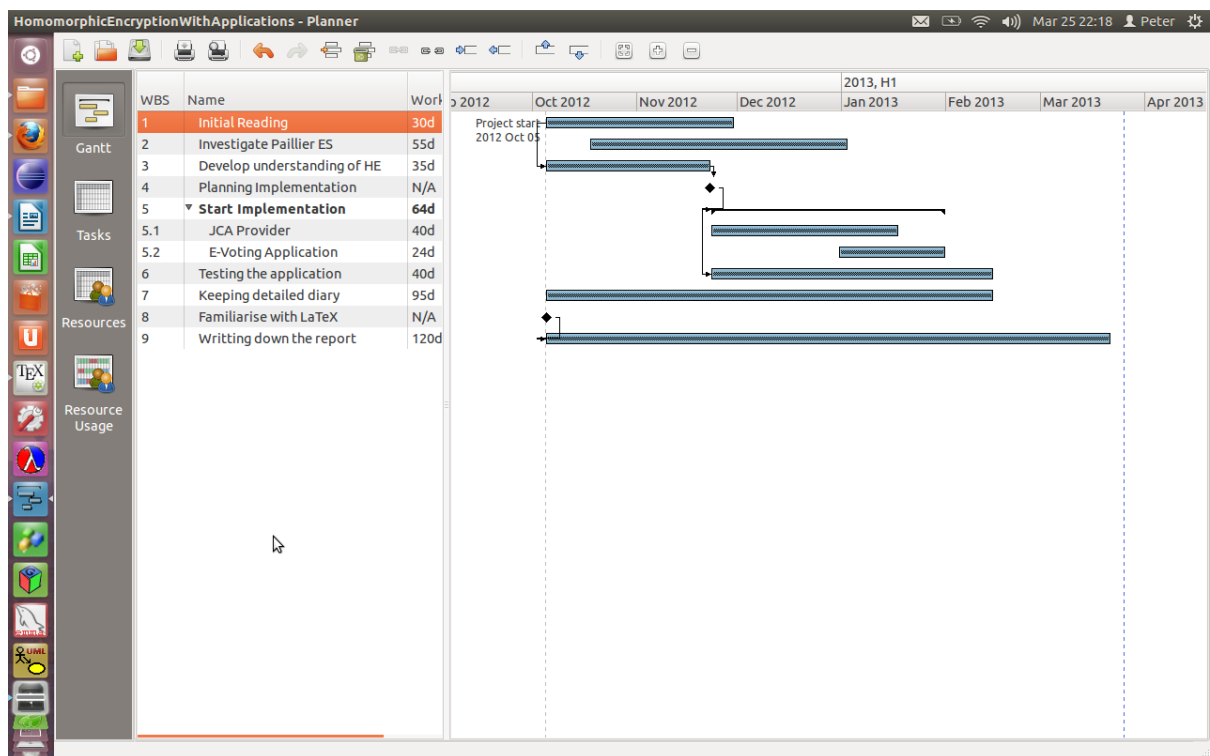 HomomorphicEncryptionWithApplications - Planner Mar 25 22:18 Peter
2013, H1
WBS Name Work 2012 Oct 2012 Nov 2012 Dec 2012 Jan 2013 Feb 2013 Mar 2013 Apr 2013
Gantt
Tasks
Resources
Resource
Usage
1 Initial Reading 30d
2 Investigate Paillier ES 55d
3 Develop understanding of HE 35d
4 Planning Implementation N/A
5 Start Implementation 64d
5.1 JCA Provider 40d
5.2 E-Voting Application 24d
6 Testing the application 40d
7 Keeping detailed diary 95d
8 Familiarise with LaTeX N/A
9 Writting down the report 120d
Project start
2012 Oct 05
TEX
UML